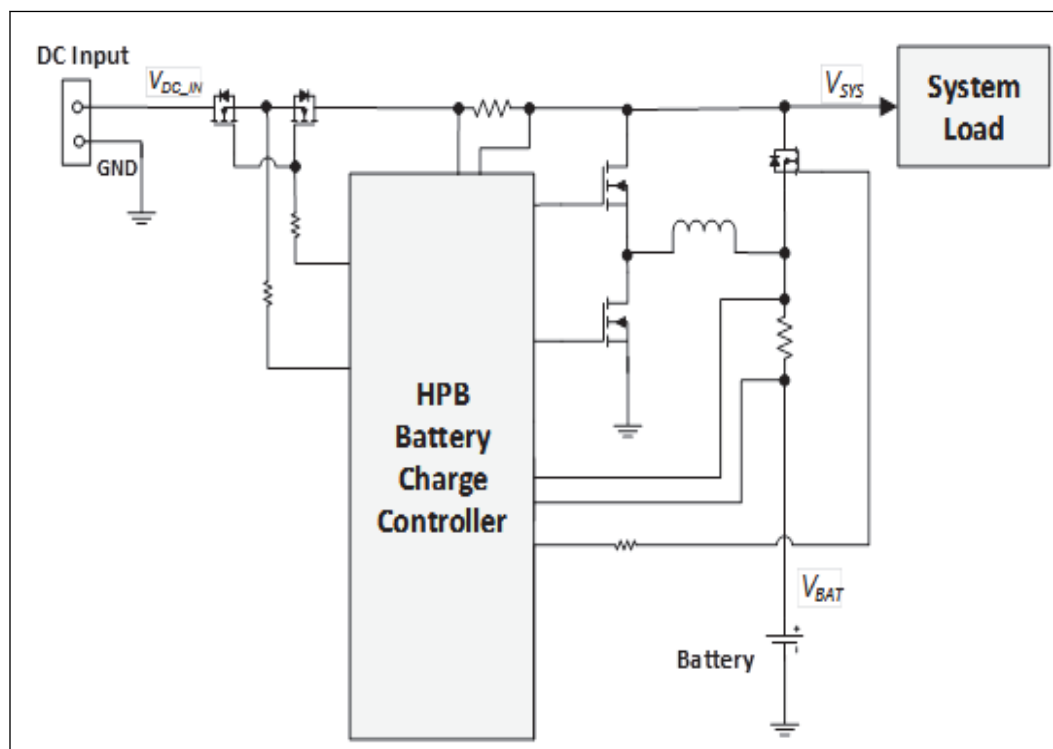 DC Input
V_DC_IN
GND
V_SYS
System
Load
HPB
Battery
Charge
Controller
V_BAT
Battery
+
-